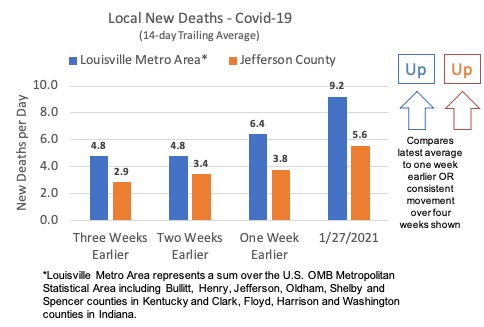 Local New Deaths - Covid-19
(14-day Trailing Average)
Louisville Metro Area* Jefferson County
Up Up
New Deaths per Day
10.0
8.0
6.0
4.0
2.0
0.0
4.8 2.9 4.8 3.4 6.4 3.8 9.2 5.6
Three Weeks Two Weeks One Week 1/27/2021
Earlier Earlier Earlier
Compares
latest average
to one week
earlier OR
consistent
movement
over four
weeks shown
*Louisville Metro Area represents a sum over the U.S. OMB Metropolitan
Statistical Area including Bullitt, Henry, Jefferson, Oldham, Shelby and
Spencer counties in Kentucky and Clark, Floyd, Harrison and Washington
counties in Indiana.